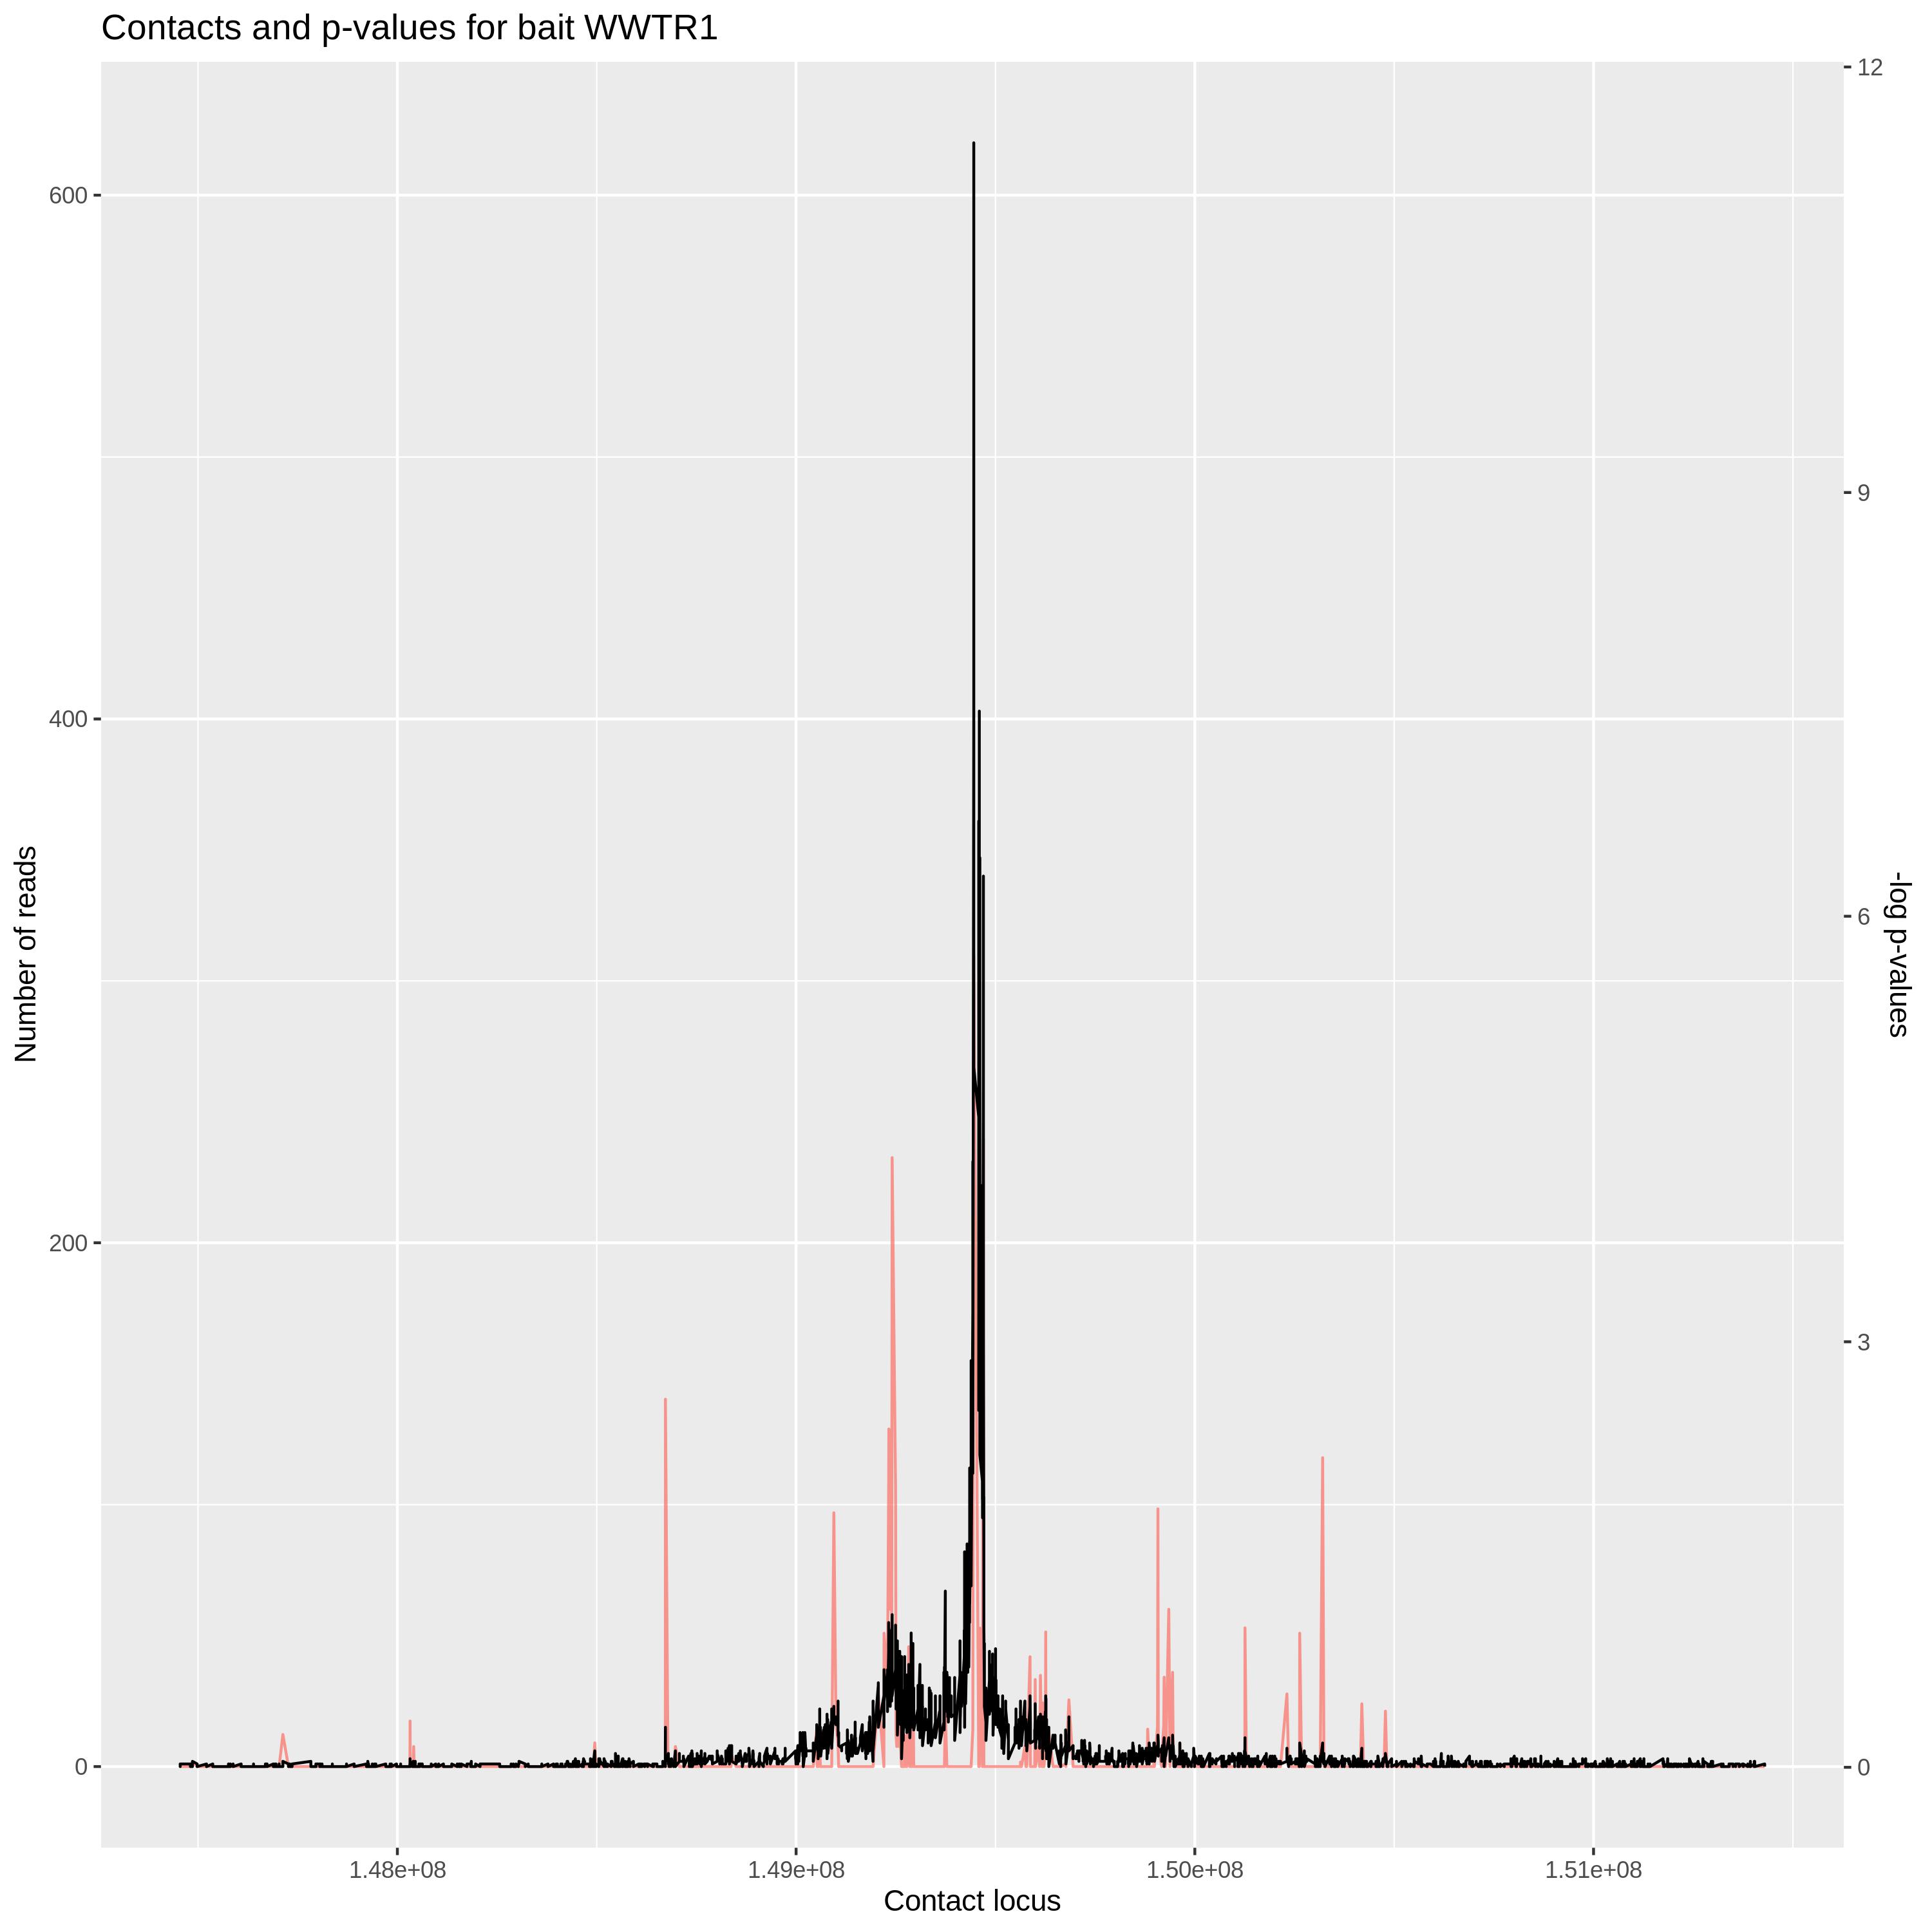 Contacts and p-values for bait WWTR1
12
600
9
400
6
Number of reads
-log p-values
200
3
0
0
1.48e+08
1.49e+08
1.50e+08
1.51e+08
Contact locus